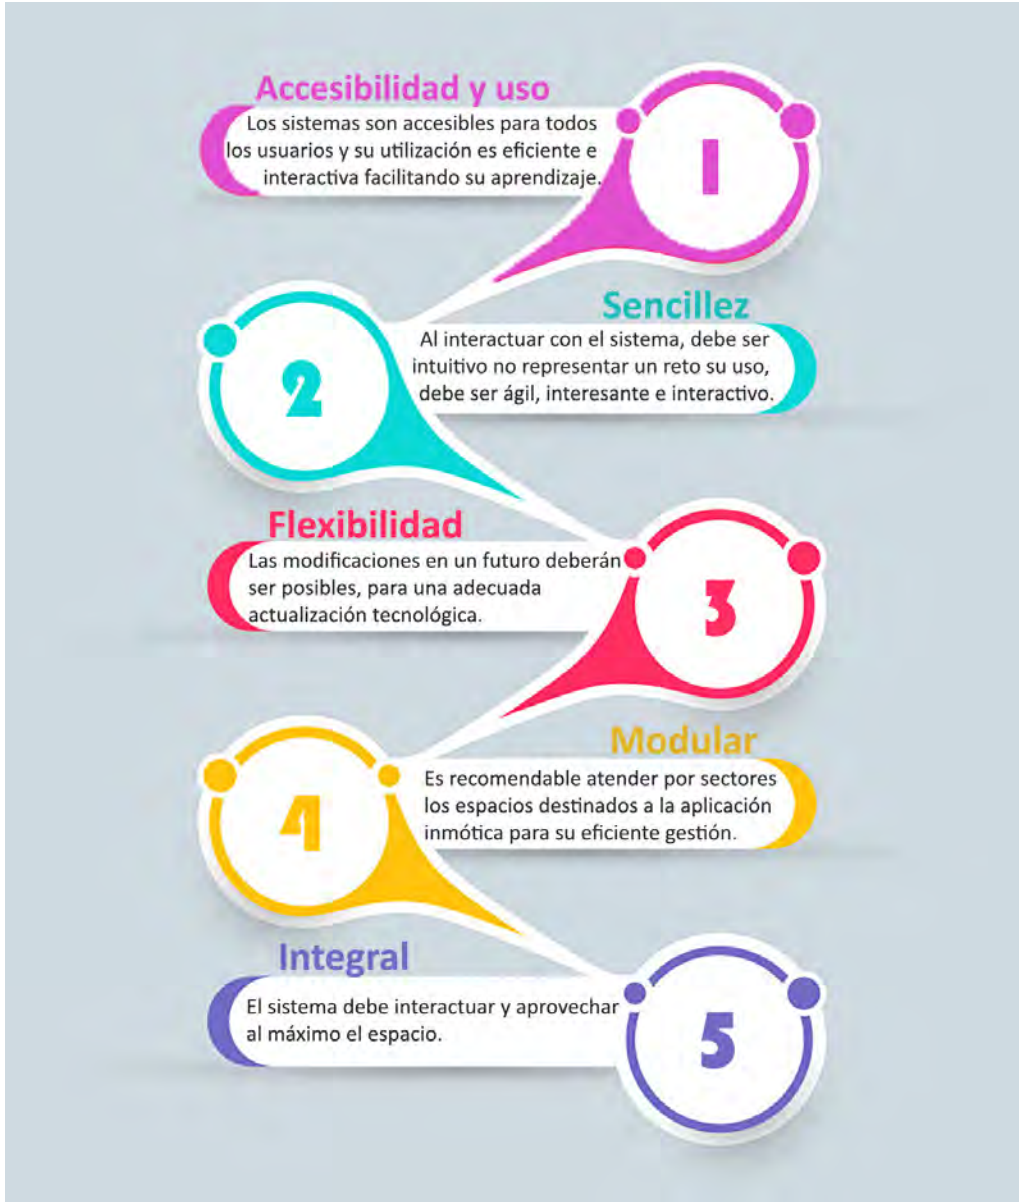 Accesibilidad y uso
Los sistemas son accesibles para todos
los usuarios y su utilización es eficiente e
interactiva facilitando su aprendizaje.
1
Sencillez
Al interactuar con el sistema, debe ser
intuitivo no representar un reto su uso,
debe ser ágil, interesante e interactivo.
2
Flexibilidad
Las modificaciones en un futuro deberán
ser posibles, para una adecuada
actualización tecnológica.
3
Modular
Es recomendable atender por sectores
los espacios destinados a la aplicación
inmótica para su eficiente gestión.
4
Integral
El sistema debe interactuar y aprovechar
al máximo el espacio.
5